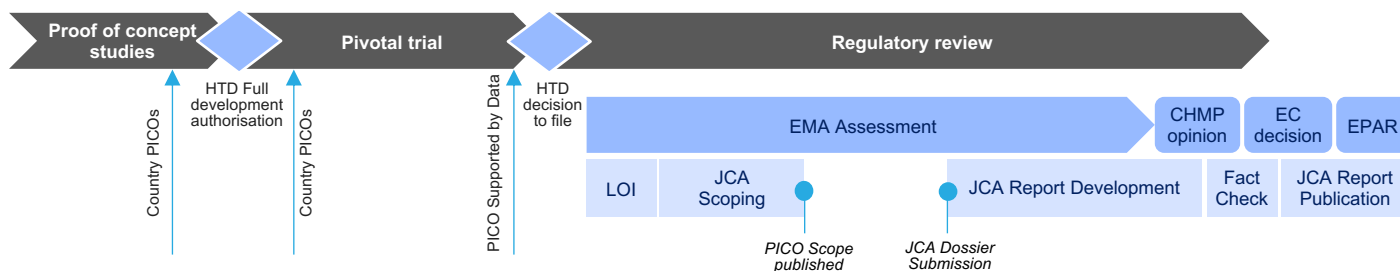 Proof of concept
studies
Pivotal trial
Regulatory review
HTD Full
development
authorisation
HTD
decision
to file
Country PICOs
Country PICOs
PICO Supported by Data
EMA Assessment
CHMP
opinion
EC
decision
EPAR
LOI
JCA
Scoping
JCA Report Development
Fact
Check
JCA Report
Publication
PICO Scope
published
JCA Dossier
Submission